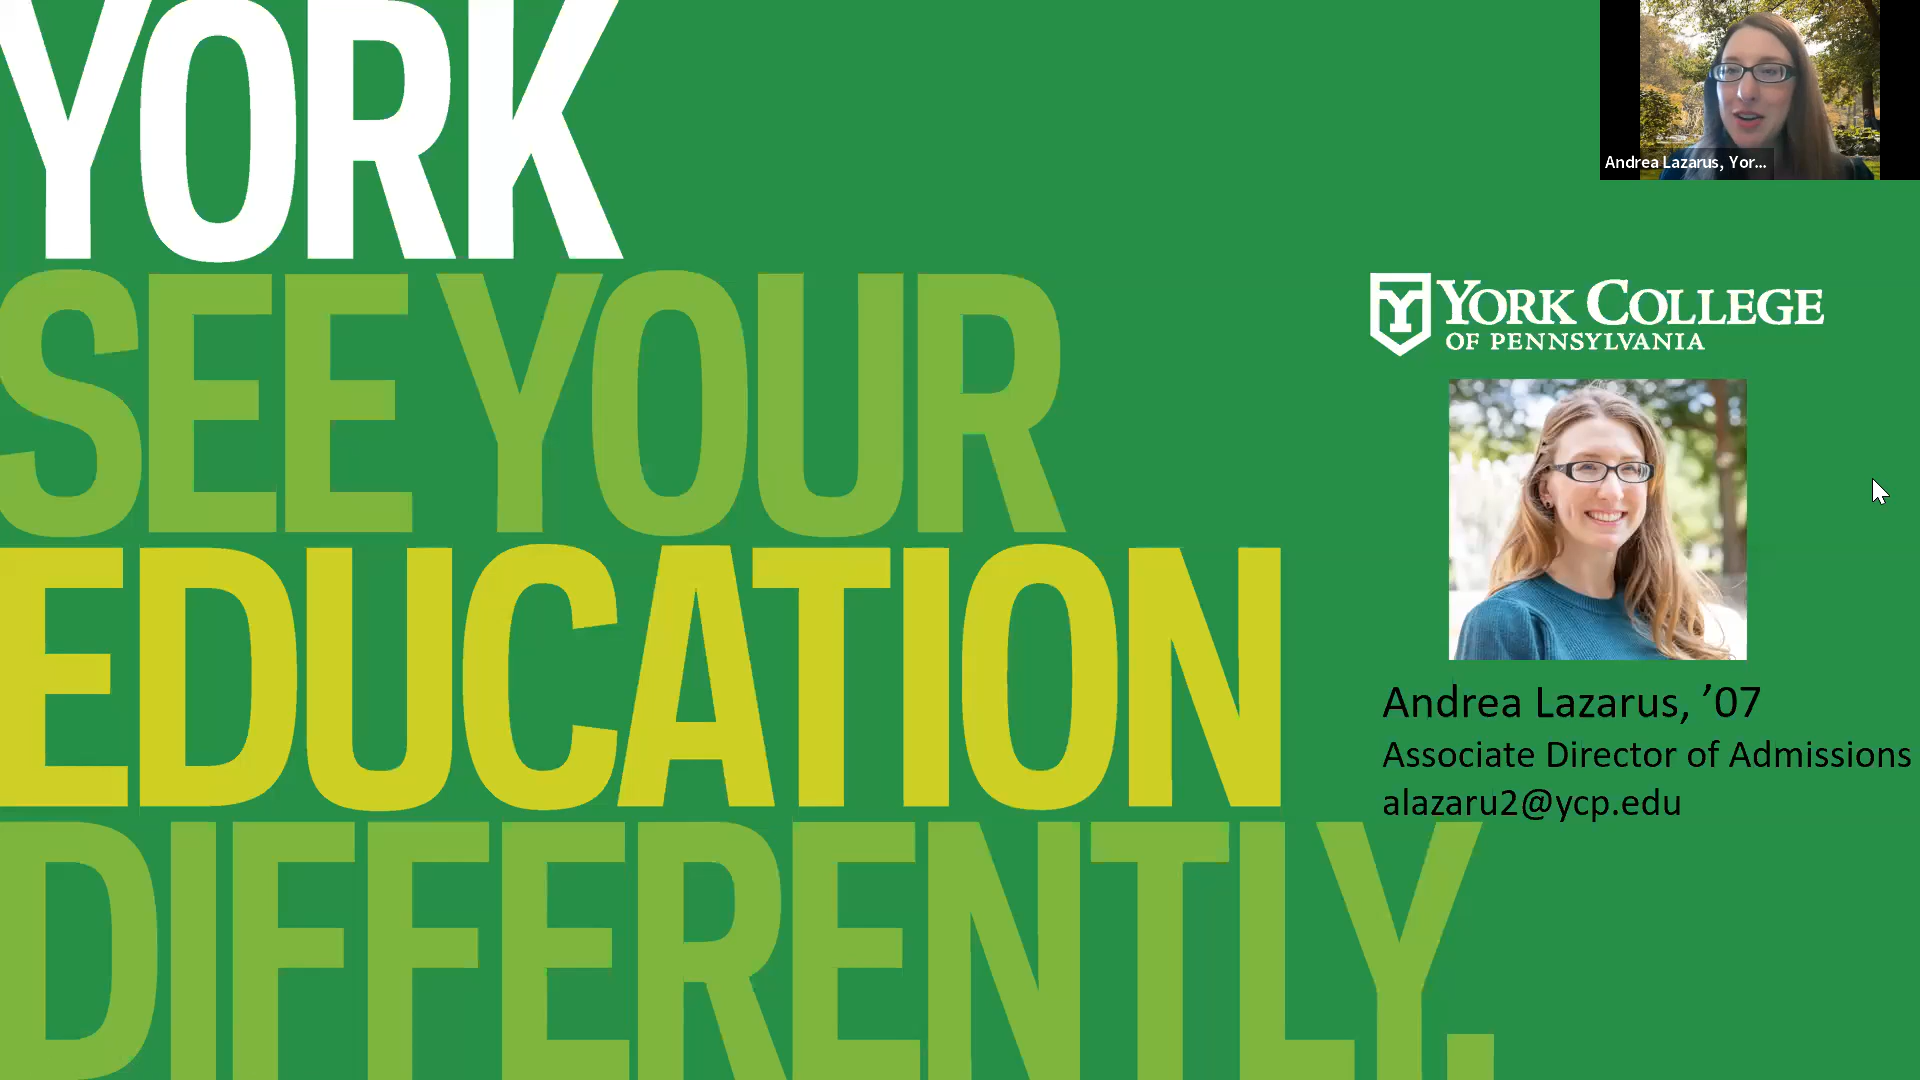 YORK
SEE YOUR
EDUCATION
DIFFERENTLY.
Andrea Lazarus, Yor...
Y YORK COLLEGE
OF PENNSYLVANIA
Andrea Lazarus, ’07
Associate Director of Admissions
alazaru2@ycp.edu